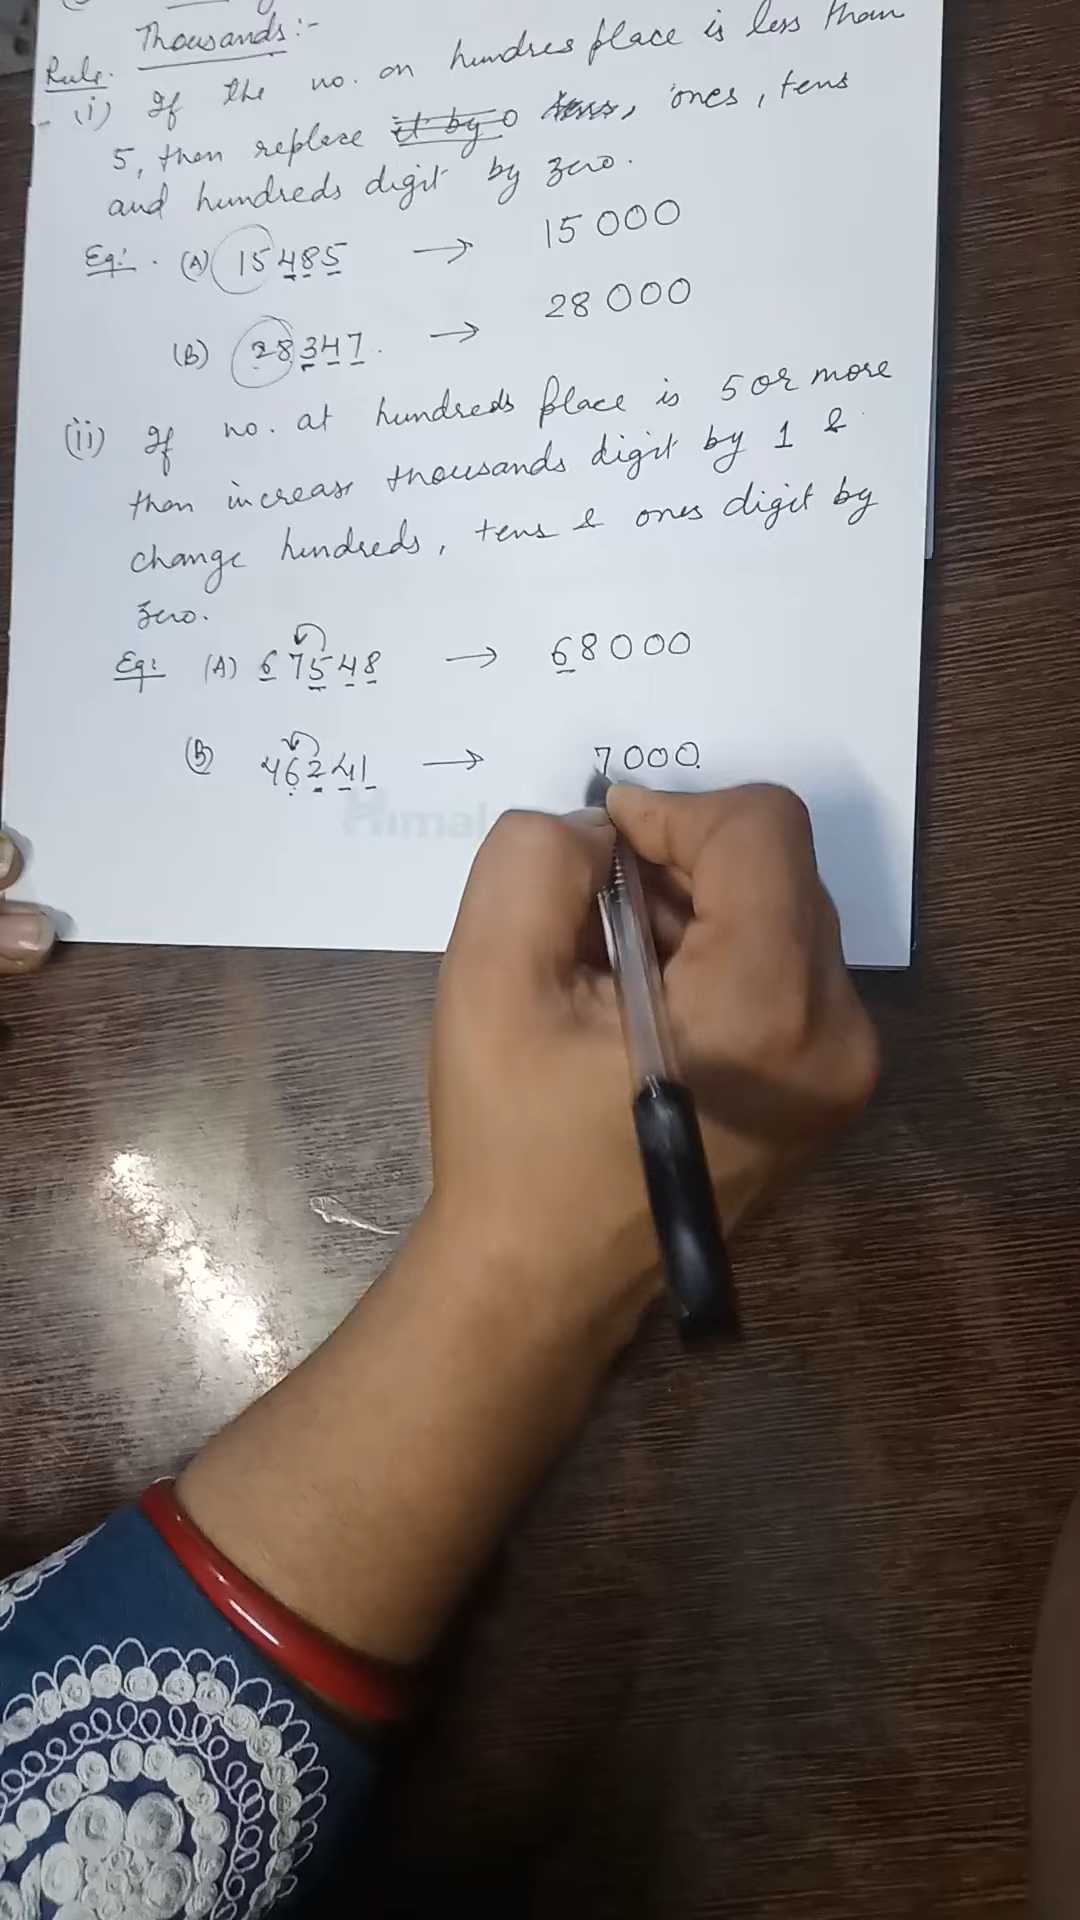 Thousands:-
Rule.
(i) If the no. on hundres place is less than
5, then replace it by 0 tens, ones, tens
and hundreds digit by zero.
Eg:. (A) 15485 → 15000
(B) 28347. → 28000
(ii) If no. at hundreds place is 5 or more
then increase thousands digit by 1 &
change hundreds, tens & ones digit by
zero.
Eg: (A) 67548 → 68000
(B) 46241 → 7000
Himal